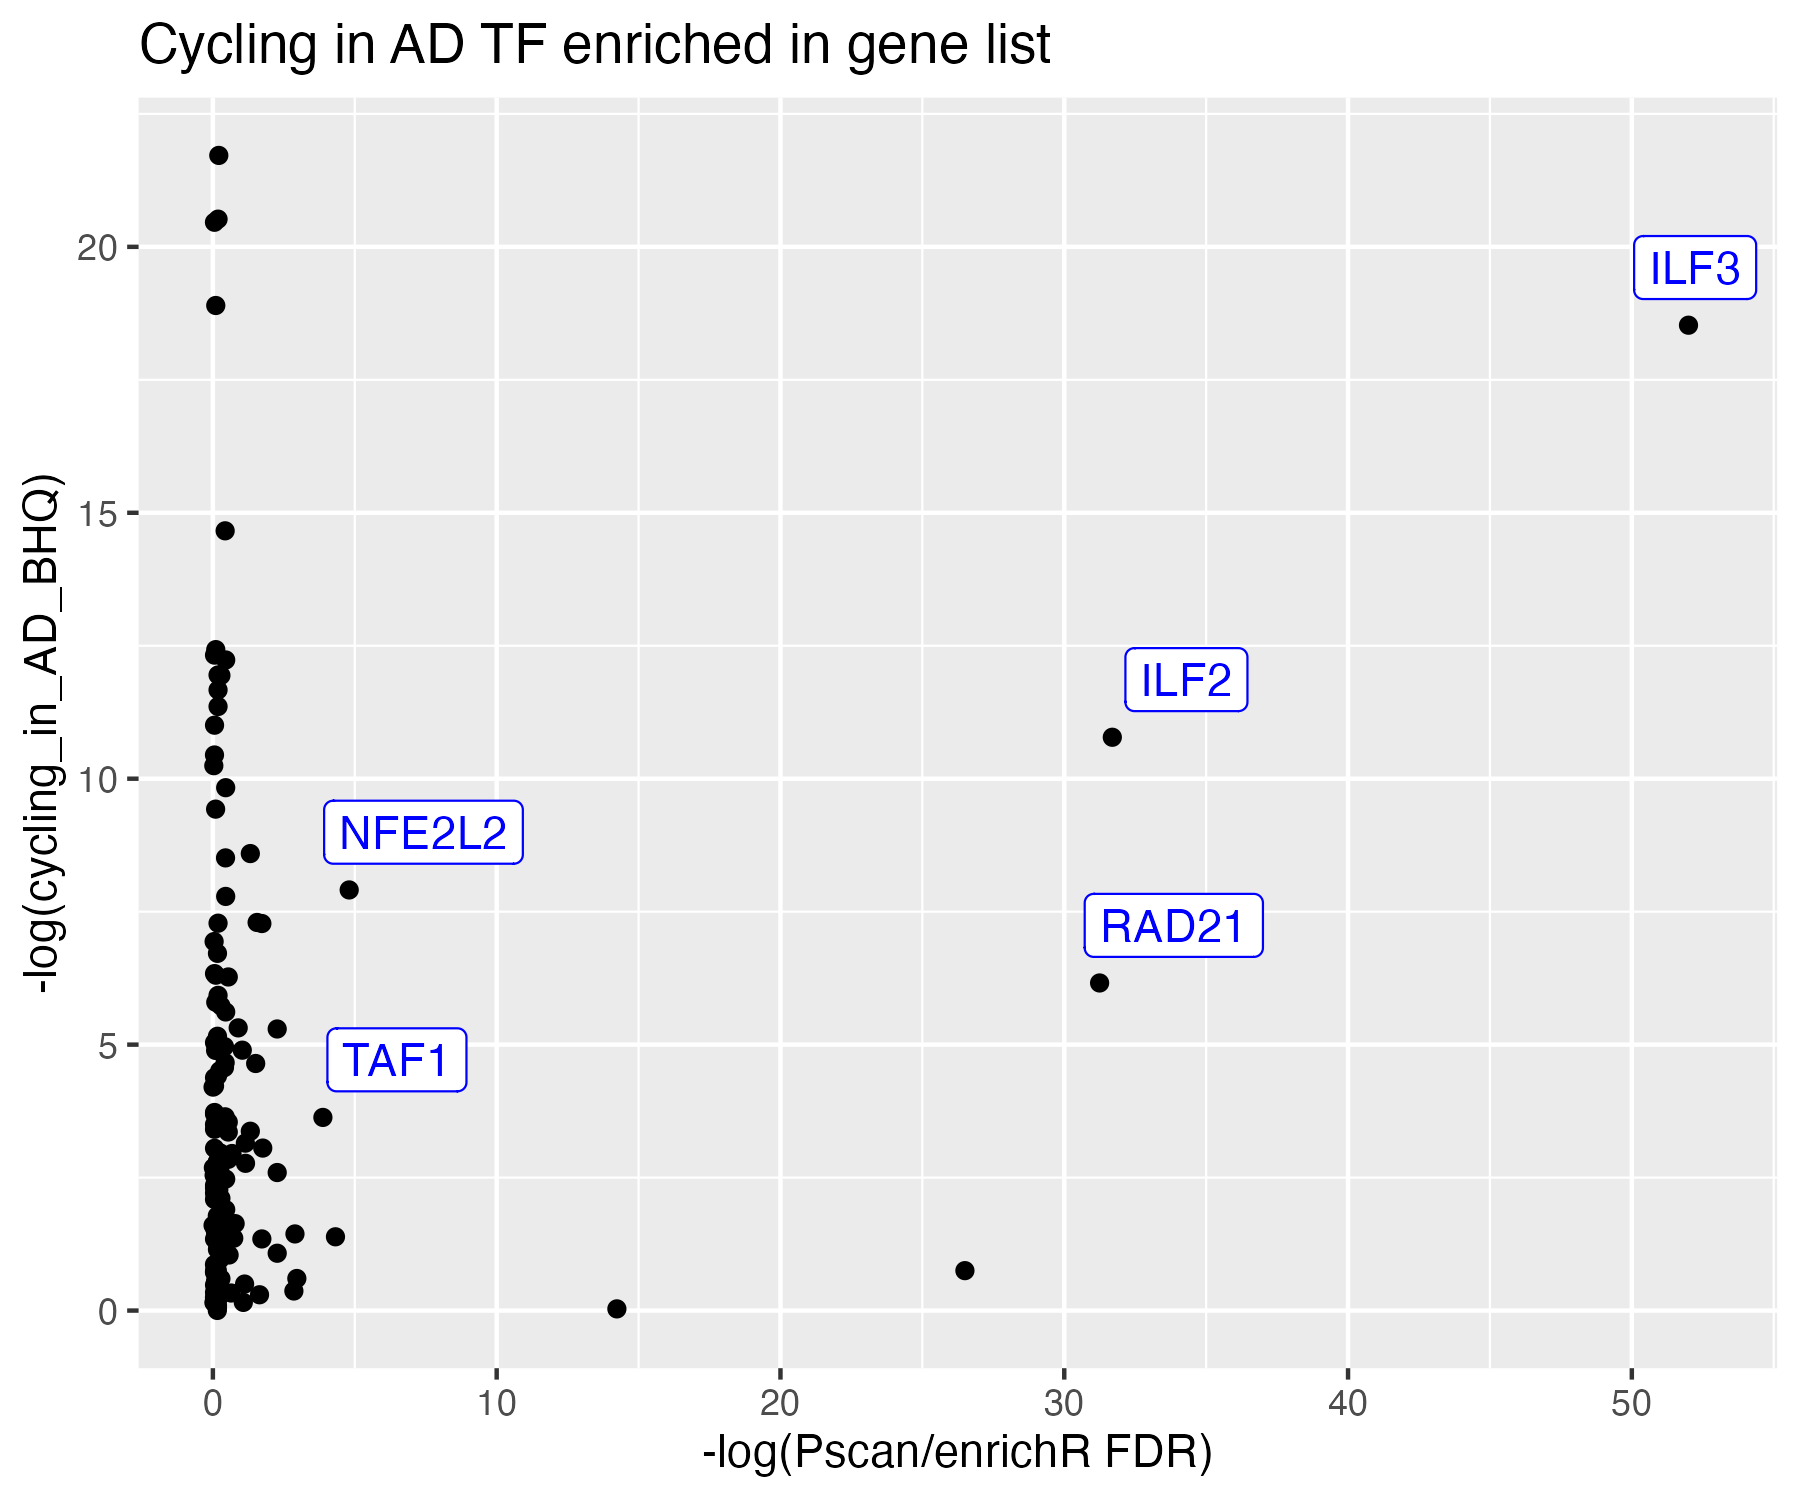 Cycling in AD TF enriched in gene list
-log(cycling_in_AD_BHQ)
20
15
10
5
0
ILF3
ILF2
NFE2L2
RAD21
TAF1
0 10 20 30 40 50
-log(Pscan/enrichR FDR)